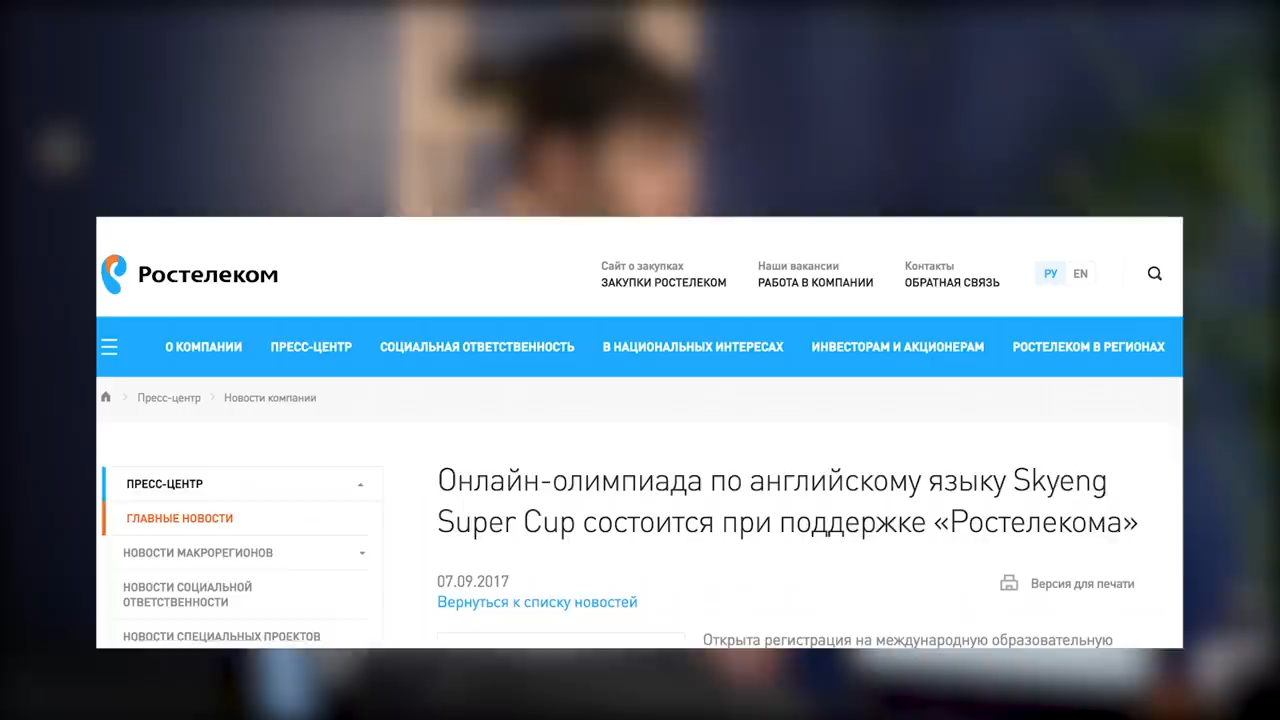 Ростелеком
Сайт о закупках
ЗАКУПКИ РОСТЕЛЕКОМ
Наши вакансии
РАБОТА В КОМПАНИИ
Контакты
ОБРАТНАЯ СВЯЗЬ
РУ EN
О КОМПАНИИ ПРЕСС-ЦЕНТР СОЦИАЛЬНАЯ ОТВЕТСТВЕННОСТЬ В НАЦИОНАЛЬНЫХ ИНТЕРЕСАХ ИНВЕСТОРАМ И АКЦИОНЕРАМ РОСТЕЛЕКОМ В РЕГИОНАХ
Пресс-центр Новости компании
ПРЕСС-ЦЕНТР
ГЛАВНЫЕ НОВОСТИ
НОВОСТИ МАКРОРЕГИОНОВ
НОВОСТИ СОЦИАЛЬНОЙ
ОТВЕТСТВЕННОСТИ
НОВОСТИ СПЕЦИАЛЬНЫХ ПРОЕКТОВ
Онлайн-олимпиада по английскому языку Skyeng
Super Cup состоится при поддержке «Ростелекома»
07.09.2017
Вернуться к списку новостей
Версия для печати
Открыта регистрация на международную образовательную